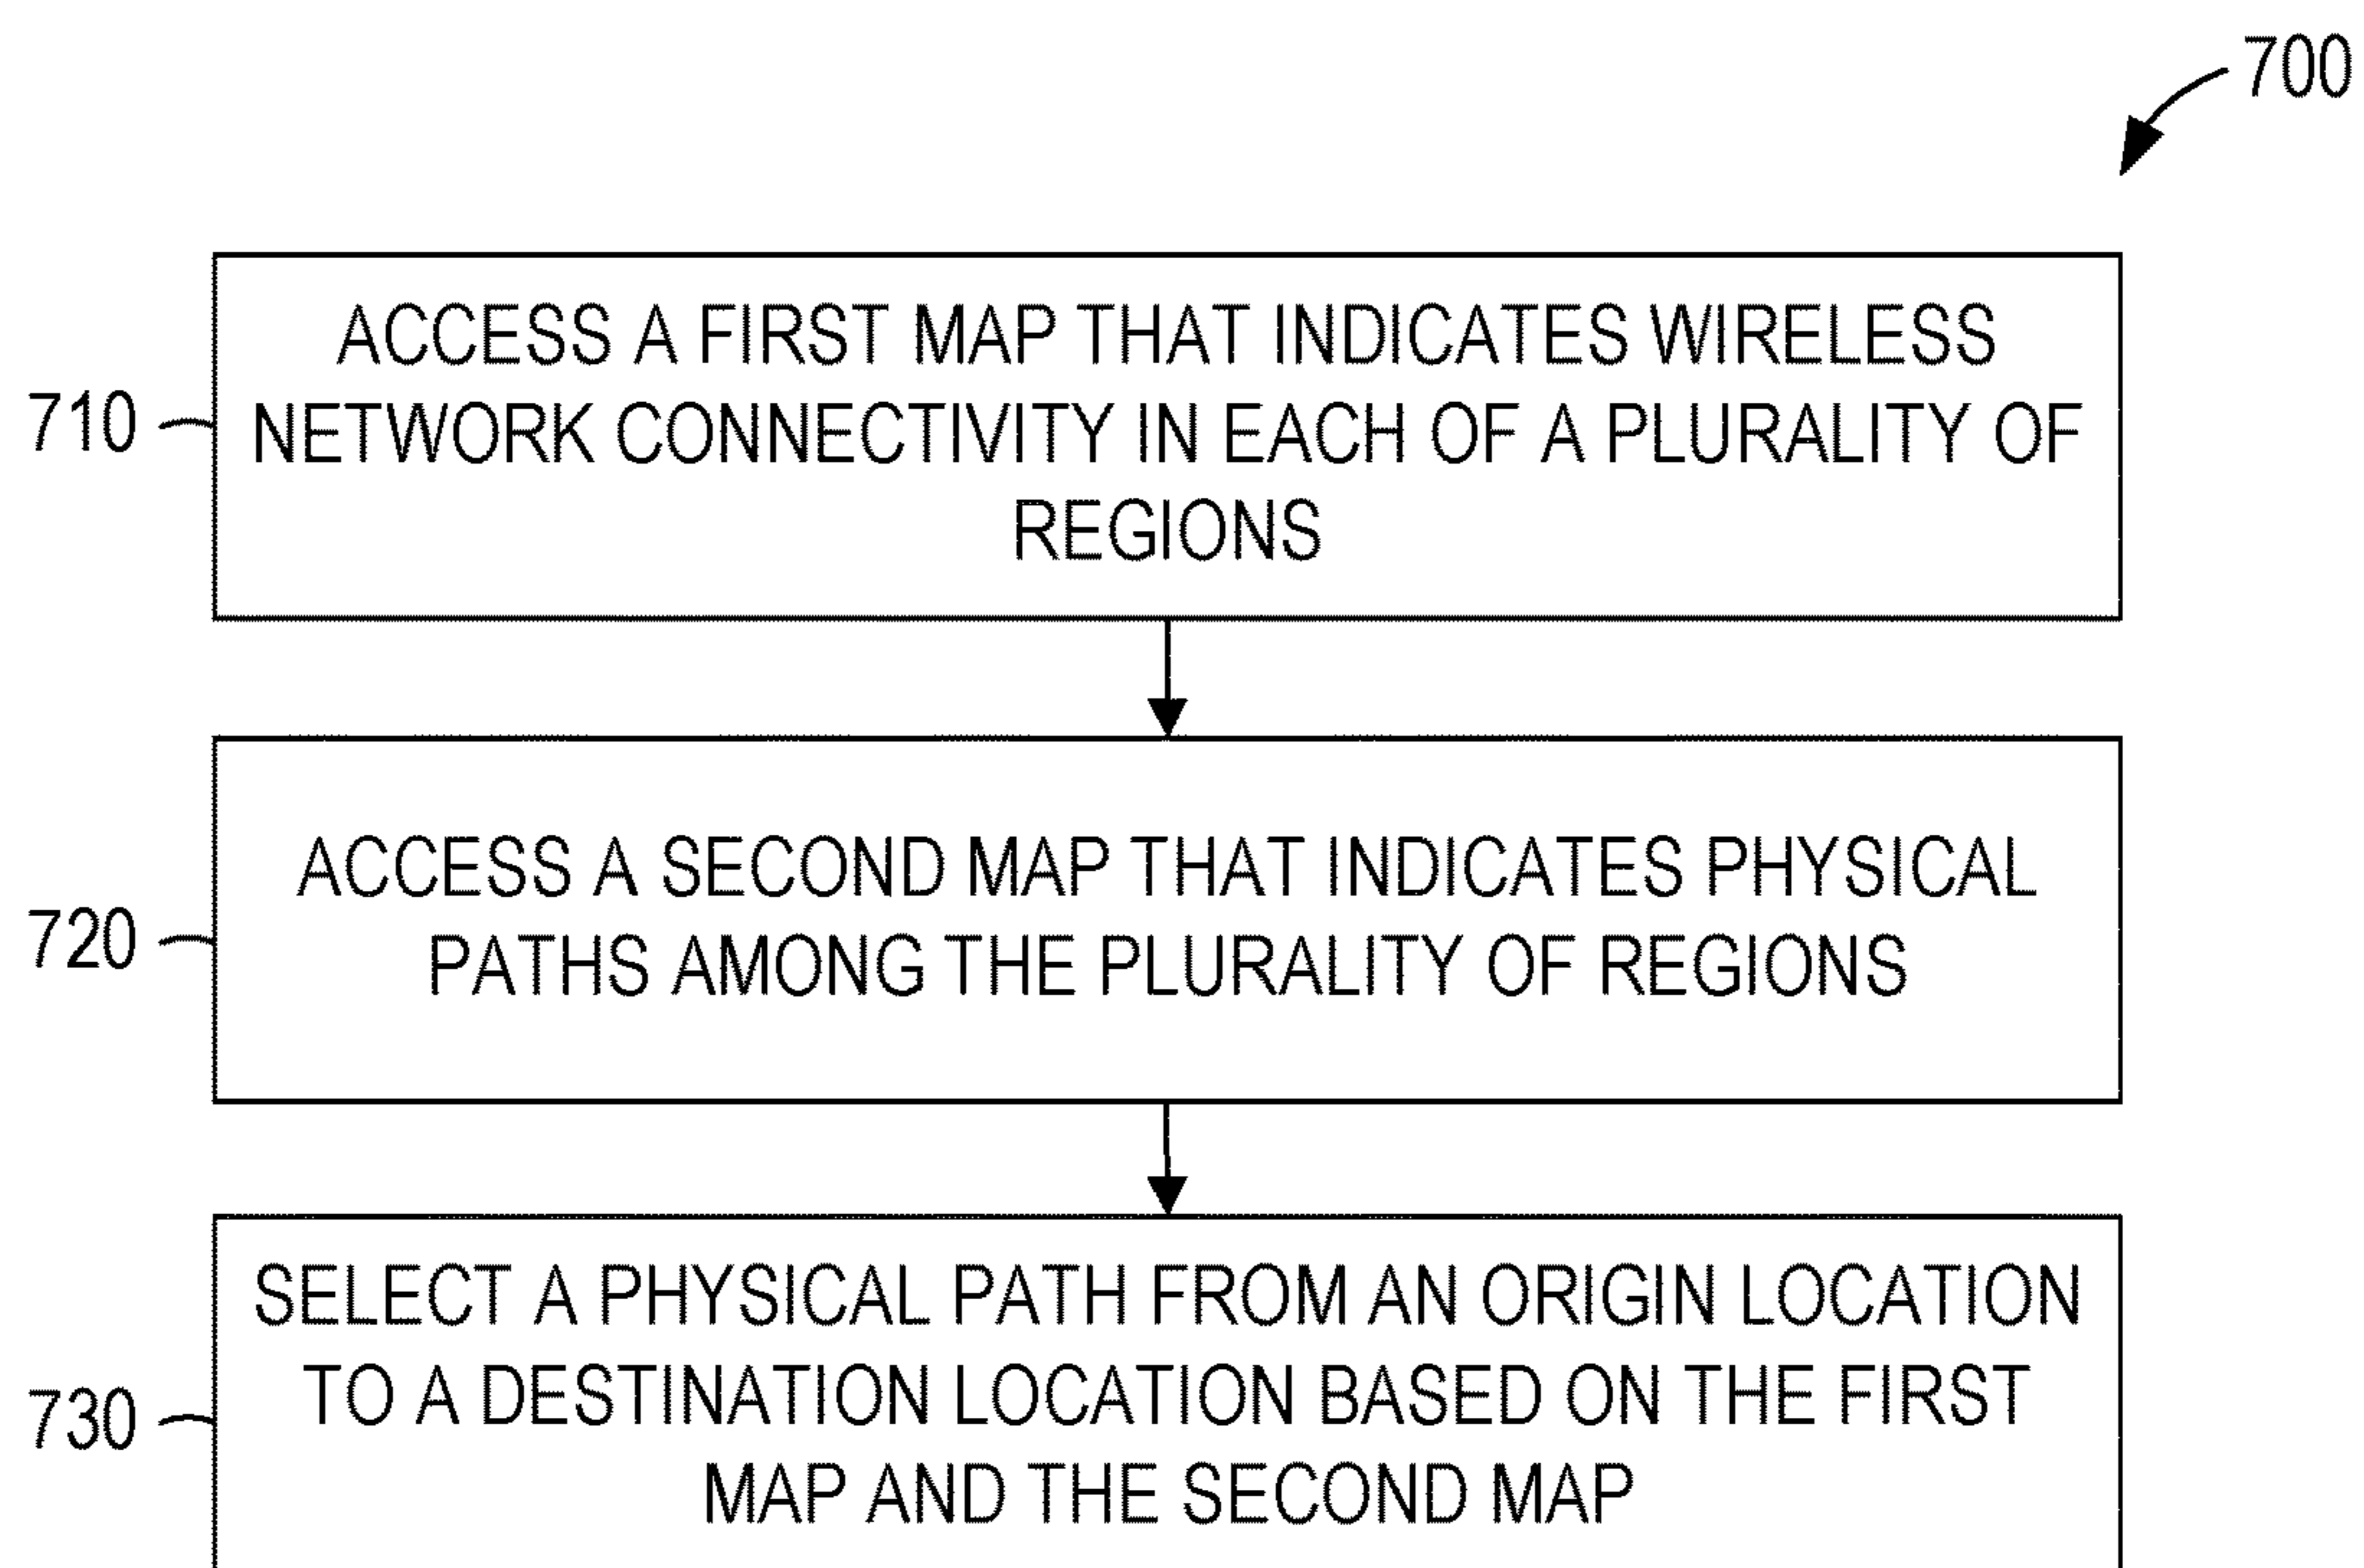 700
ACCESS A FIRST MAP THAT INDICATES WIRELESS
710 NETWORK CONNECTIVITY IN EACH OF A PLURALITY OF
REGIONS
ACCESS A SECOND MAP THAT INDICATES PHYSICAL
720 PATHS AMONG THE PLURALITY OF REGIONS
SELECT A PHYSICAL PATH FROM AN ORIGIN LOCATION
730 TO A DESTINATION LOCATION BASED ON THE FIRST
MAP AND THE SECOND MAP